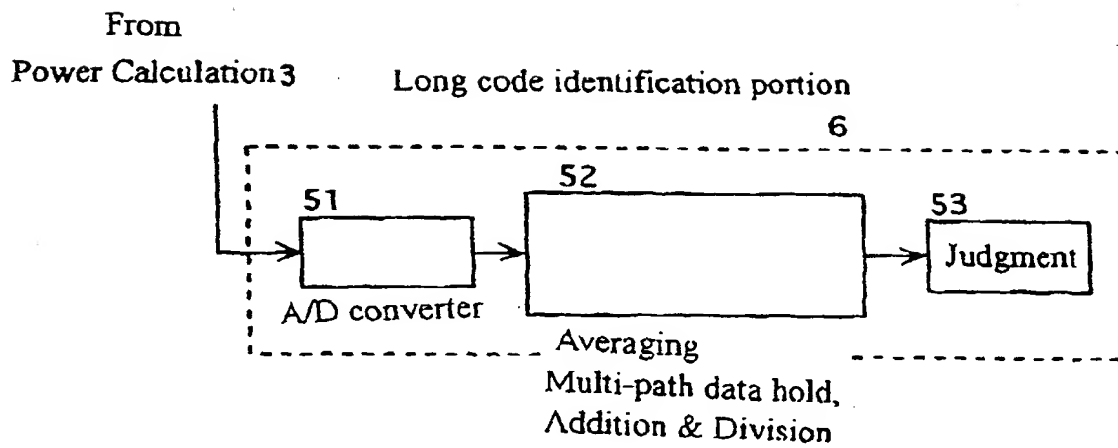 From
Power Calculation 3
Long code identification portion
6
51
52
53
Judgment
A/D converter
Averaging
Multi-path data hold,
Addition & Division